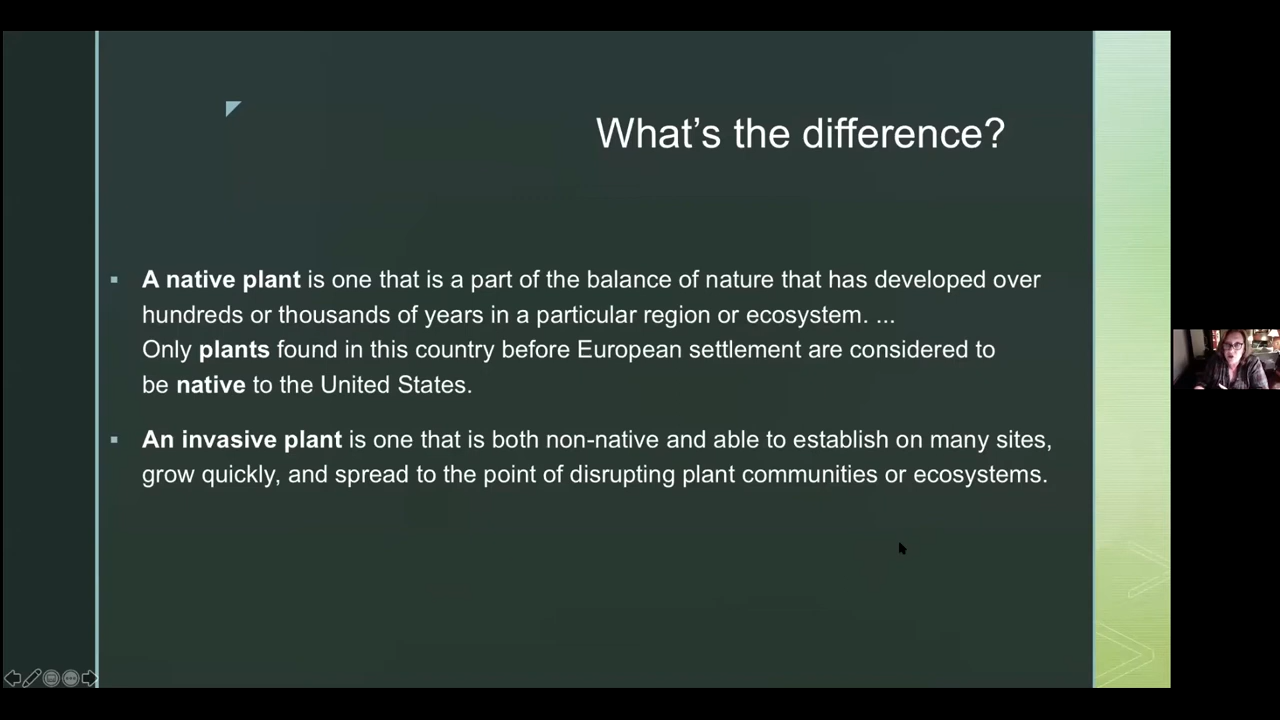 What's the difference?
A native plant is one that is a part of the balance of nature that has developed over
hundreds or thousands of years in a particular region or ecosystem. ...
Only plants found in this country before European settlement are considered to
be native to the United States.
An invasive plant is one that is both non-native and able to establish on many sites,
grow quickly, and spread to the point of disrupting plant communities or ecosystems.